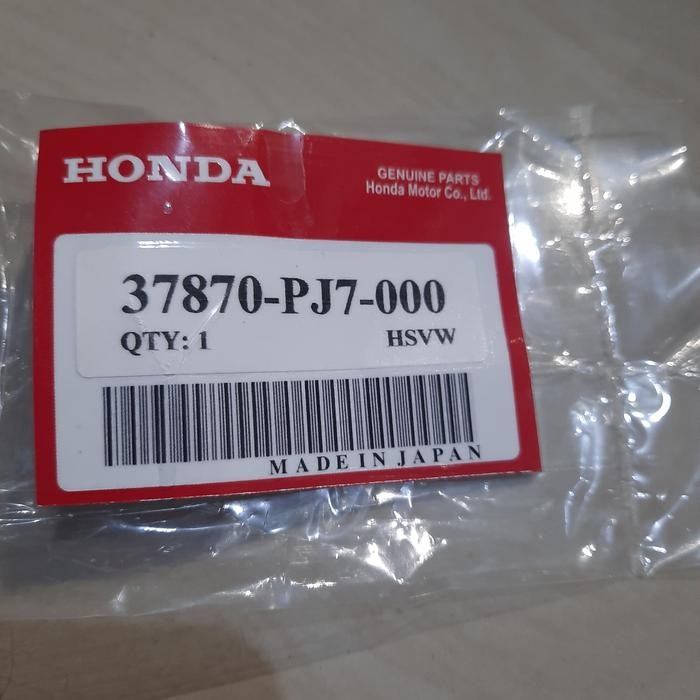 HONDA
GENUINE PARTS
Honda Motor Co., Ltd.
37870-PJ7-000
QTY: 1 HSVW
MADE IN JAPAN